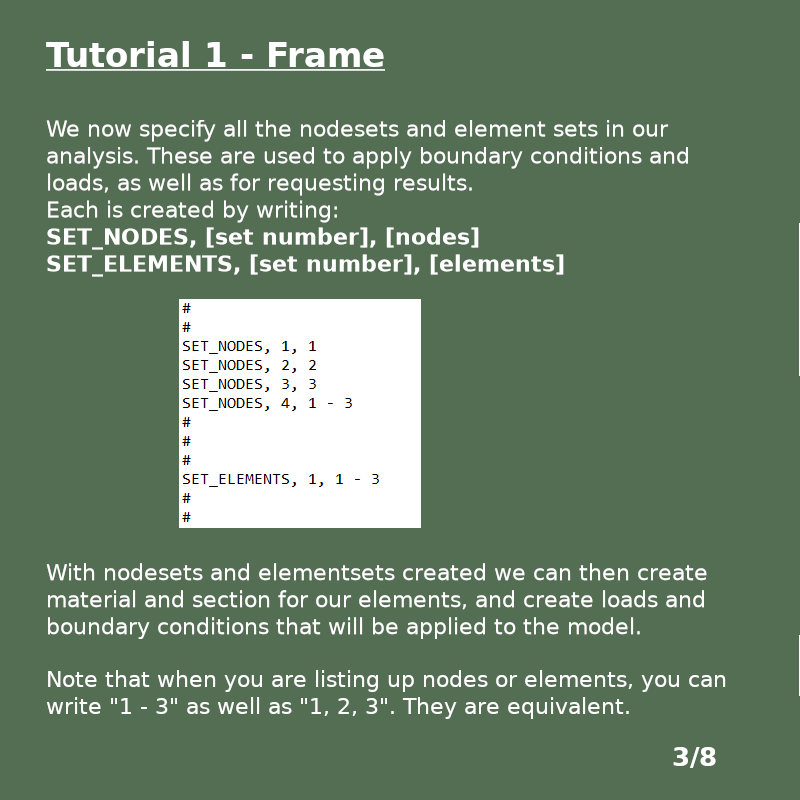 Tutorial 1 - Frame
We now specify all the nodesets and element sets in our
analysis. These are used to apply boundary conditions and
loads, as well as for requesting results.
Each is created by writing:
SET_NODES, [set number], [nodes]
SET_ELEMENTS, [set number], [elements]
#
#
SET_NODES, 1, 1
SET_NODES, 2, 2
SET_NODES, 3, 3
SET_NODES, 4, 1 - 3
#
#
#
SET_ELEMENTS, 1, 1 - 3
#
#
With nodesets and elementsets created we can then create
material and section for our elements, and create loads and
boundary conditions that will be applied to the model.
Note that when you are listing up nodes or elements, you can
write "1 - 3" as well as "1, 2, 3". They are equivalent.
3/8